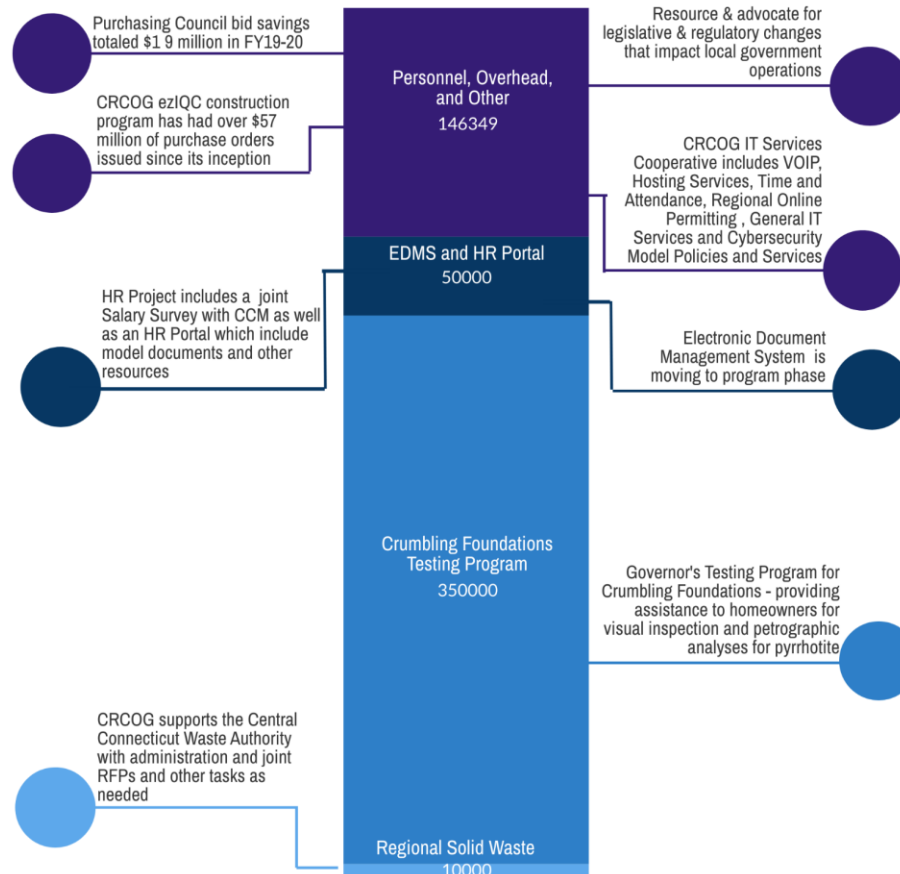 Purchasing Council bid savings
totaled $1 9 million in FY19-20
CRCOG ezIQC construction
program has had over $57
million of purchase orders
issued since its inception
Personnel, Overhead,
and Other
146349
Resource & advocate for
legislative & regulatory changes
that impact local government
operations
CRCOG IT Services
Cooperative includes VOIP,
Hosting Services, Time and
Attendance, Regional Online
Permitting , General IT
Services and Cybersecurity
Model Policies and Services
EDMS and HR Portal
50000
HR Project includes a joint
Salary Survey with CCM as well
as an HR Portal which include
model documents and other
resources
Electronic Document
Management System is
moving to program phase
Crumbling Foundations
Testing Program
350000
Governor's Testing Program for
Crumbling Foundations - providing
assistance to homeowners for
visual inspection and petrographic
analyses for pyrrhotite
CRCOG supports the Central
Connecticut Waste Authority
with administration and joint
RFPs and other tasks as
needed
Regional Solid Waste
10000